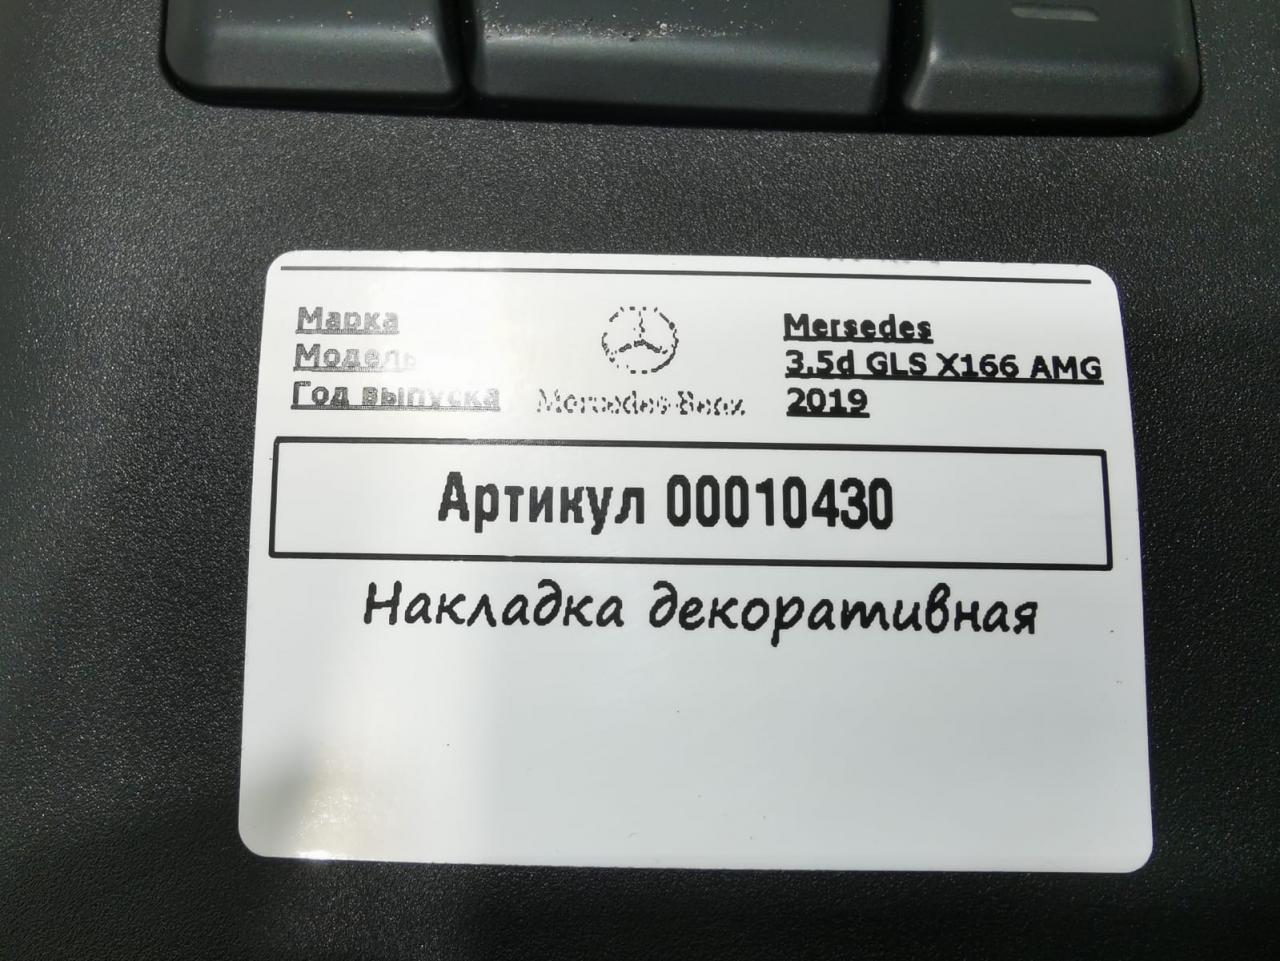 Марка Mersedes
Модель 3.5d GLS X166 AMG
Год выпуска Mercedes-Benz 2019
Артикул 00010430
Накладка декоративная